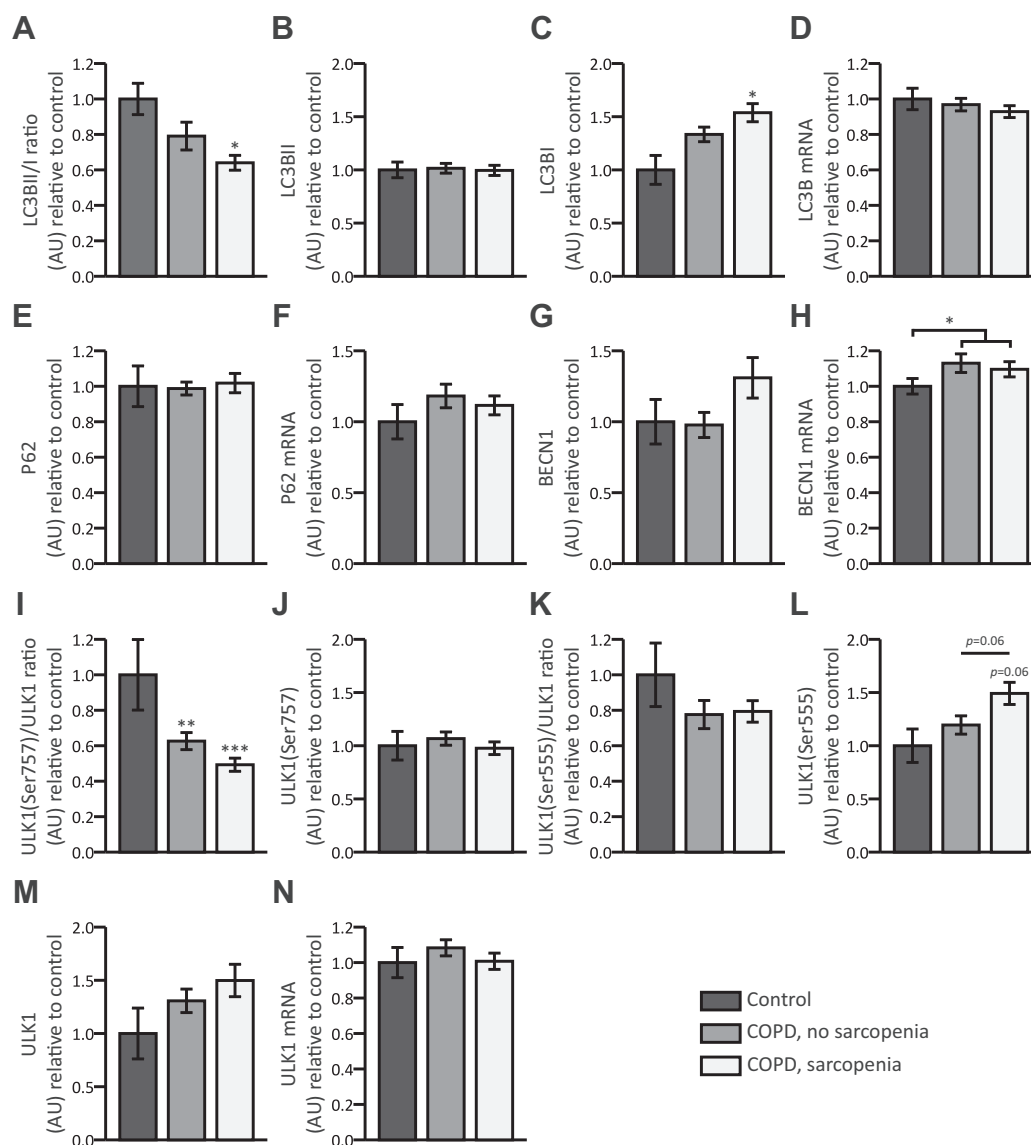 A
LC3BII/I ratio
(AU) relative to control
1.2
1.0
0.8
0.6
0.4
0.2
0.0
*
B
LC3BII
(AU) relative to control
2.0
1.5
1.0
0.5
0.0
C
LC3BI
(AU) relative to control
2.0
1.5
1.0
0.5
0.0
*
D
LC3B mRNA
(AU) relative to control
1.2
1.0
0.8
0.6
0.4
0.2
0.0
E
P62
(AU) relative to control
1.2
1.0
0.8
0.6
0.4
0.2
0.0
F
P62 mRNA
(AU) relative to control
1.5
1.0
0.5
0.0
G
BECN1
(AU) relative to control
1.5
1.0
0.5
0.0
H
BECN1 mRNA
(AU) relative to control
1.2
1.0
0.8
0.6
0.4
0.2
0.0
*
I
ULK1(Ser757)/ULK1 ratio
(AU) relative to control
1.2
1.0
0.8
0.6
0.4
0.2
0.0
**
***
J
ULK1(Ser757)
(AU) relative to control
2.0
1.5
1.0
0.5
0.0
K
ULK1(Ser555)/ULK1 ratio
(AU) relative to control
1.2
1.0
0.8
0.6
0.4
0.2
0.0
L
ULK1(Ser555)
(AU) relative to control
2.0
1.5
1.0
0.5
0.0
p=0.06
p=0.06
M
ULK1
(AU) relative to control
2.0
1.5
1.0
0.5
0.0
N
ULK1 mRNA
(AU) relative to control
1.2
1.0
0.8
0.6
0.4
0.2
0.0
Control
COPD, no sarcopenia
COPD, sarcopenia